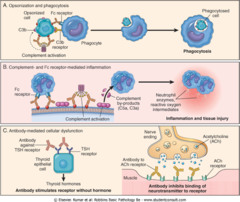 A. Opsonization and phagocytosis
Opsonized
cell
Fc receptor
C3b
C3b
receptor
Phagocyte
Complement activation
Phagocytosed
cell
Phagocytosis
B. Complement- and Fc receptor-mediated inflammation
Fc
receptor
Complement
by-products
(C5a, C3a)
Complement activation
Neutrophil
enzymes,
reactive oxygen
intermediates
Inflammation and tissue injury
C. Antibody-mediated cellular dysfunction
Antibody
against
TSH receptor
TSH
receptor
Thyroid
epithelial
cell
Thyroid hormones
Antibody stimulates receptor without hormone
Nerve
ending
Acetylcholine
(ACh)
Antibody to
ACh receptor
ACh
receptor
Muscle
Antibody inhibits binding of
neurotransmitter to receptor
© Elsevier. Kumar et al: Robbins Basic Pathology 8e - www.studentconsult.com